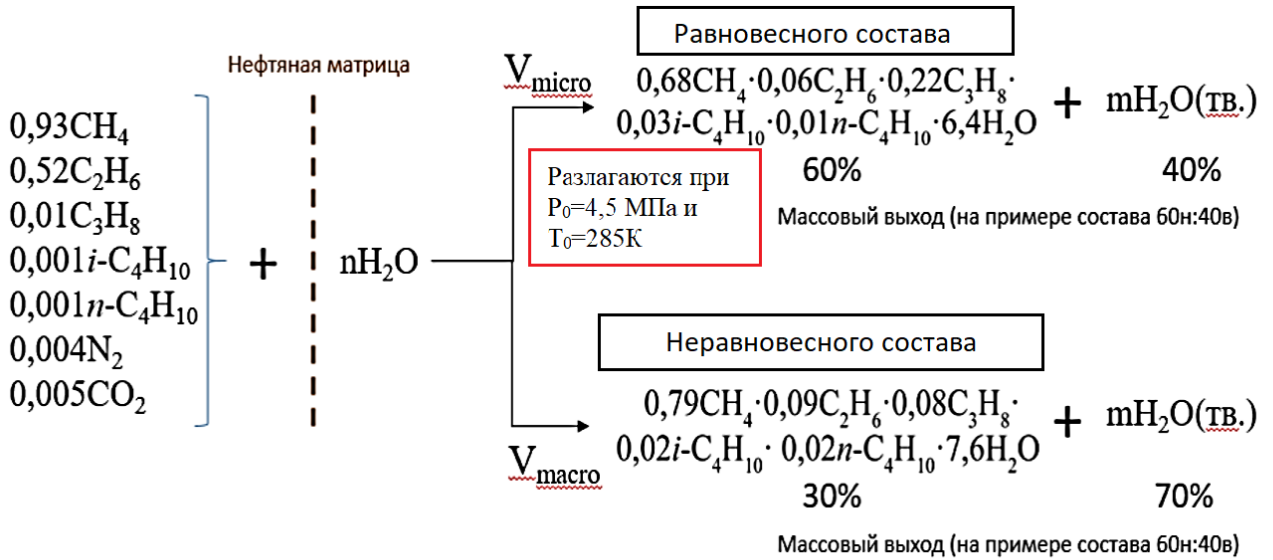 Нефтяная матрица
0,93CH₄
0,52C₂H₆
0,01C₃H₈
0,001i-C₄H₁₀
0,001n-C₄H₁₀
0,004N₂
0,005CO₂
+
nH₂O
V_micro
Равновесного состава
0,68CH₄·0,06C₂H₆·0,22C₃H₈·
0,03i-C₄H₁₀·0,01n-C₄H₁₀·6,4H₂O
+ mH₂O(тв.)
60% 40%
Массовый выход (на примере состава 60н:40в)
Разлагаются при
P₀=4,5 МПа и
T₀=285К
V_macro
Неравновесного состава
0,79CH₄·0,09C₂H₆·0,08C₃H₈·
0,02i-C₄H₁₀· 0,02n-C₄H₁₀·7,6H₂O
+ mH₂O(тв.)
30% 70%
Массовый выход (на примере состава 60н:40в)